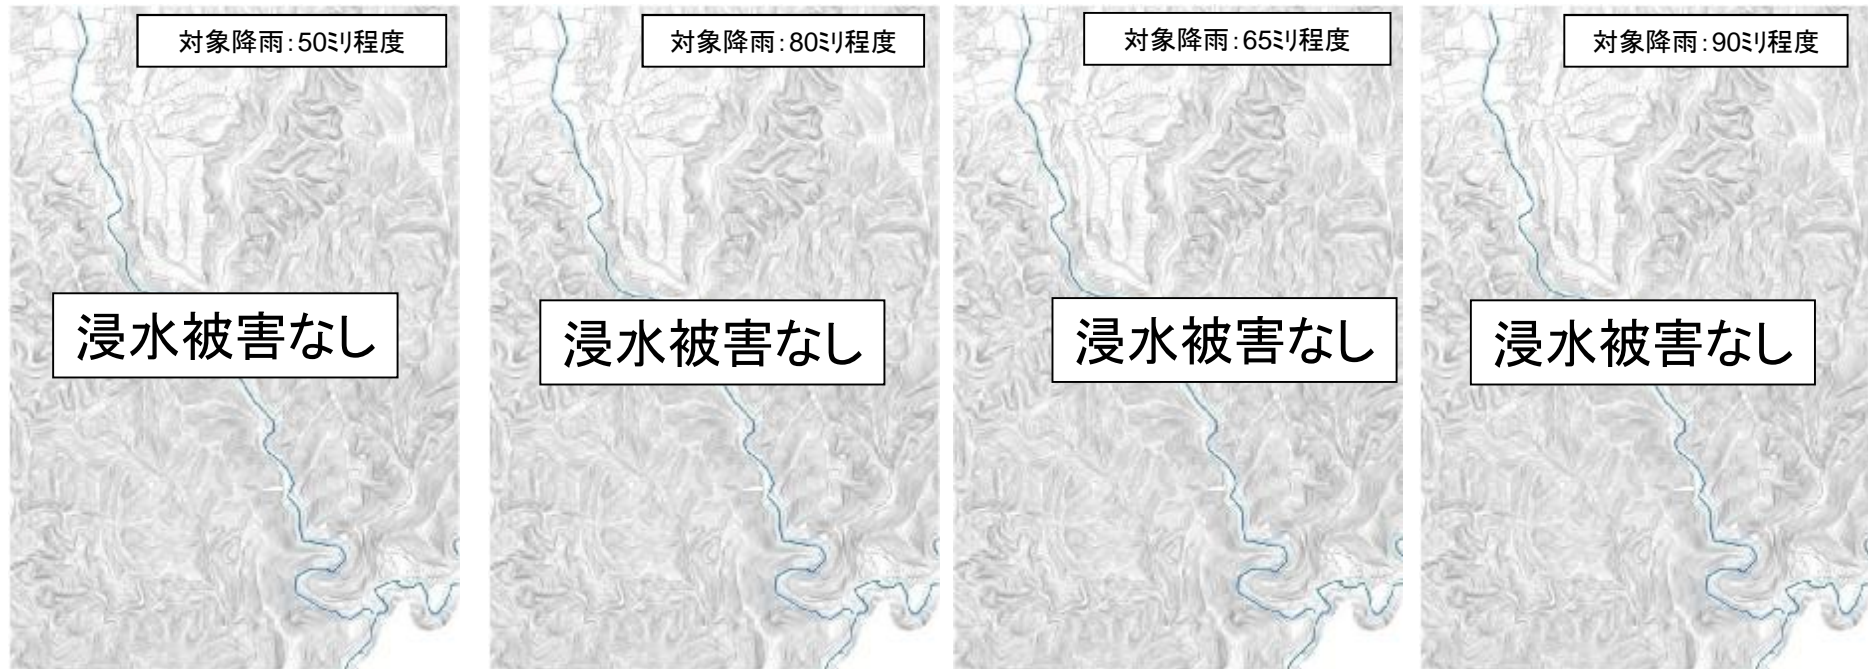 対象降雨：50ﾐﾘ程度
浸水被害なし
対象降雨：80ﾐﾘ程度
浸水被害なし
対象降雨：65ﾐﾘ程度
浸水被害なし
対象降雨：90ﾐﾘ程度
浸水被害なし